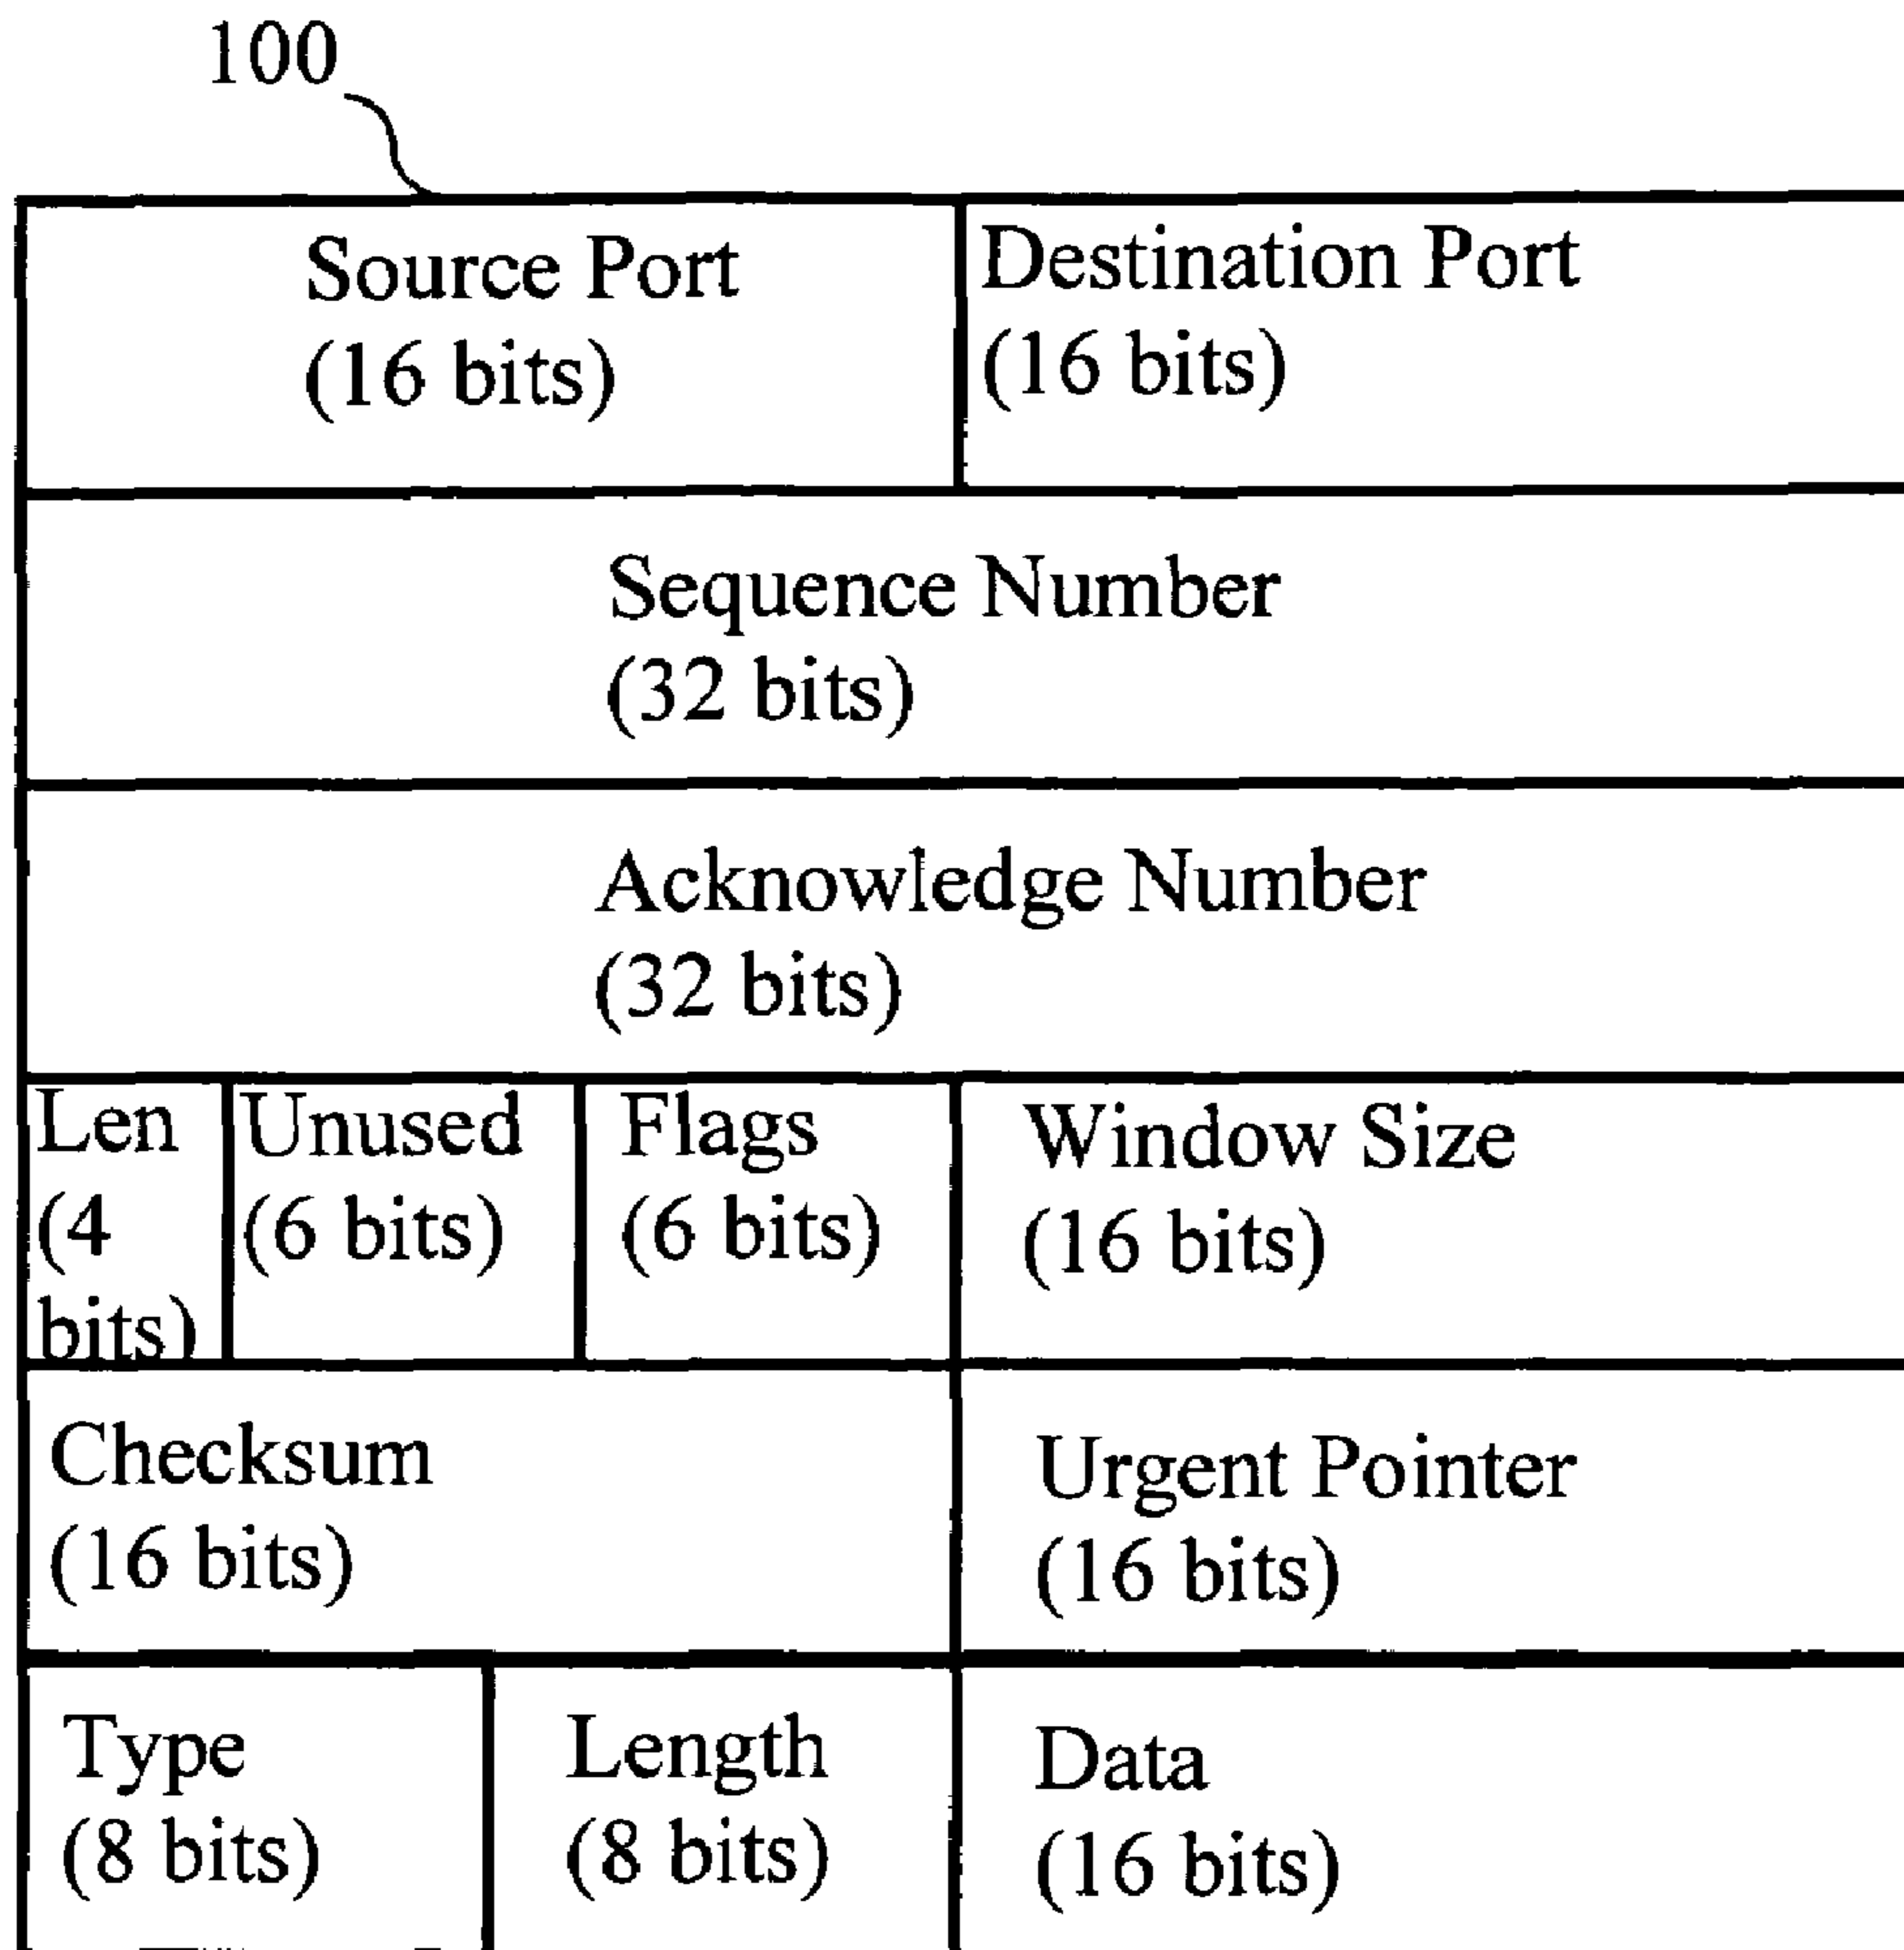 100
Source Port
(16 bits)
Destination Port
(16 bits)
Sequence Number
(32 bits)
Acknowledge Number
(32 bits)
Len
(4
bits)
Unused
(6 bits)
Flags
(6 bits)
Window Size
(16 bits)
Checksum
(16 bits)
Urgent Pointer
(16 bits)
Type
(8 bits)
Length
(8 bits)
Data
(16 bits)